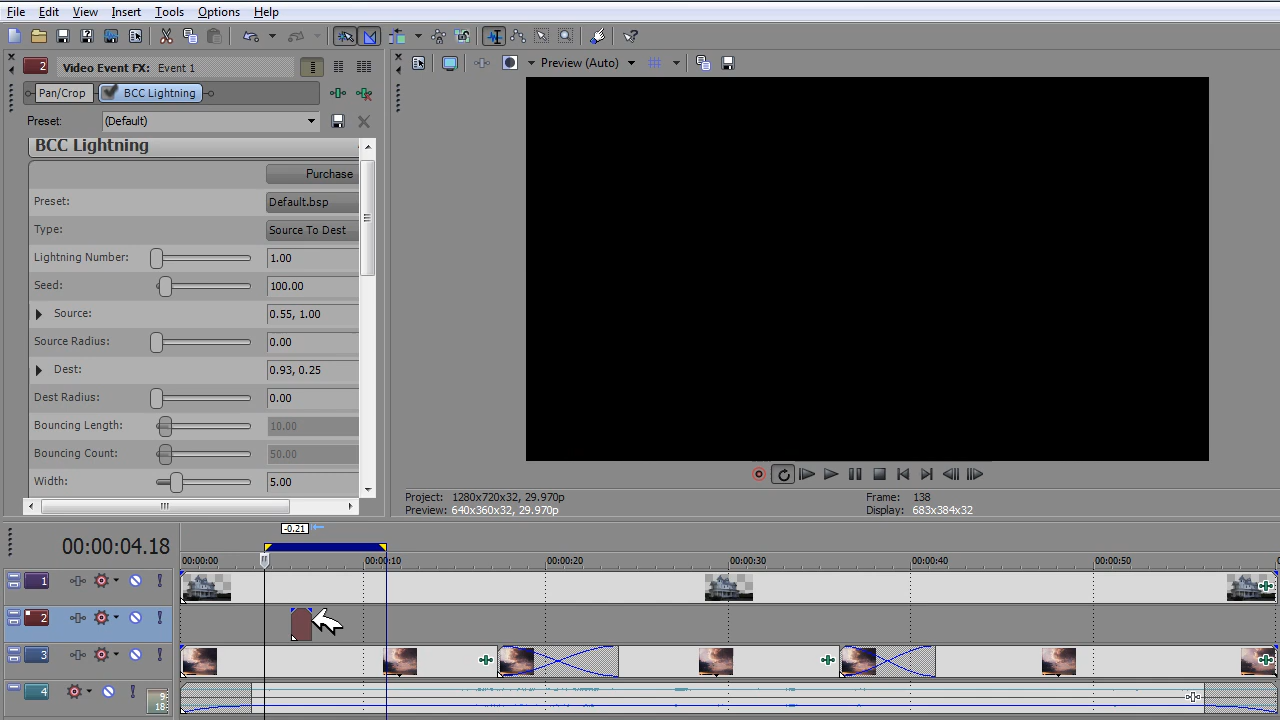 File Edit View Insert Tools Options Help
2 Video Event FX: Event 1
Preview (Auto)
Pan/Crop BCC Lightning
Preset: (Default)
BCC Lightning
Purchase
Preset: Default.bsp
Type: Source To Dest
Lightning Number: 1.00
Seed: 100.00
Source: 0.55, 1.00
Source Radius: 0.00
Dest: 0.93, 0.25
Dest Radius: 0.00
Bouncing Length: 10.00
Bouncing Count: 50.00
Width: 5.00
Project: 1280x720x32, 29.970p
Frame: 138
Preview: 640x360x32, 29.970p
Display: 683x384x32
-0.21
00:00:04.18
00:00:00 00:00:10 00:00:20 00:00:30 00:00:40 00:00:50
1
2
3
4
9-
18-